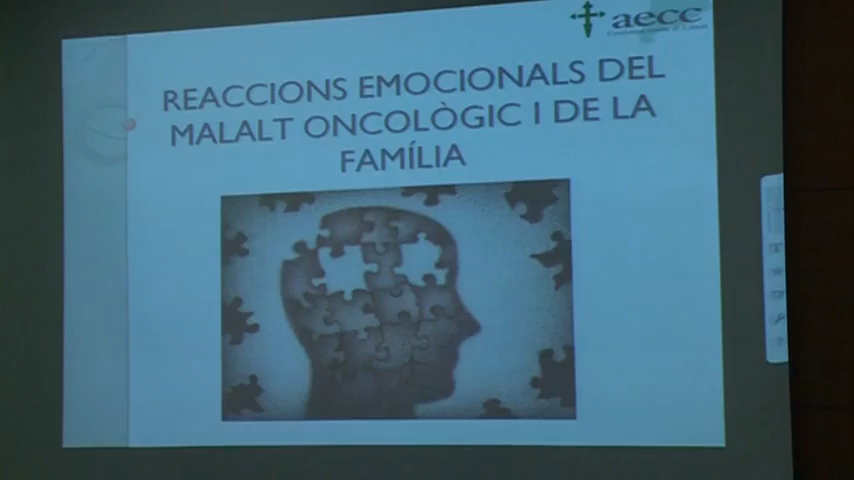 aecc
REACCIONS EMOCIONALS DEL
MALALT ONCOLÒGIC I DE LA
FAMÍLIA